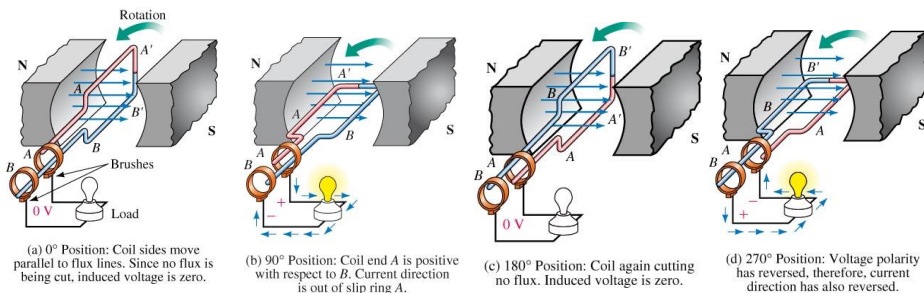 Rotation
N
A'
A
B'
B
S
A
B
Brushes
0 V
Load
(a) 0° Position: Coil sides move
parallel to flux lines. Since no flux is
being cut, induced voltage is zero.
N
A'
A
B
S
A
B
+
−
(b) 90° Position: Coil end A is positive
with respect to B. Current direction
is out of slip ring A.
N
B'
B
A'
A
S
A
B
0 V
(c) 180° Position: Coil again cutting
no flux. Induced voltage is zero.
N
B'
B
A
S
A
B
−
+
(d) 270° Position: Voltage polarity
has reversed, therefore, current
direction has also reversed.